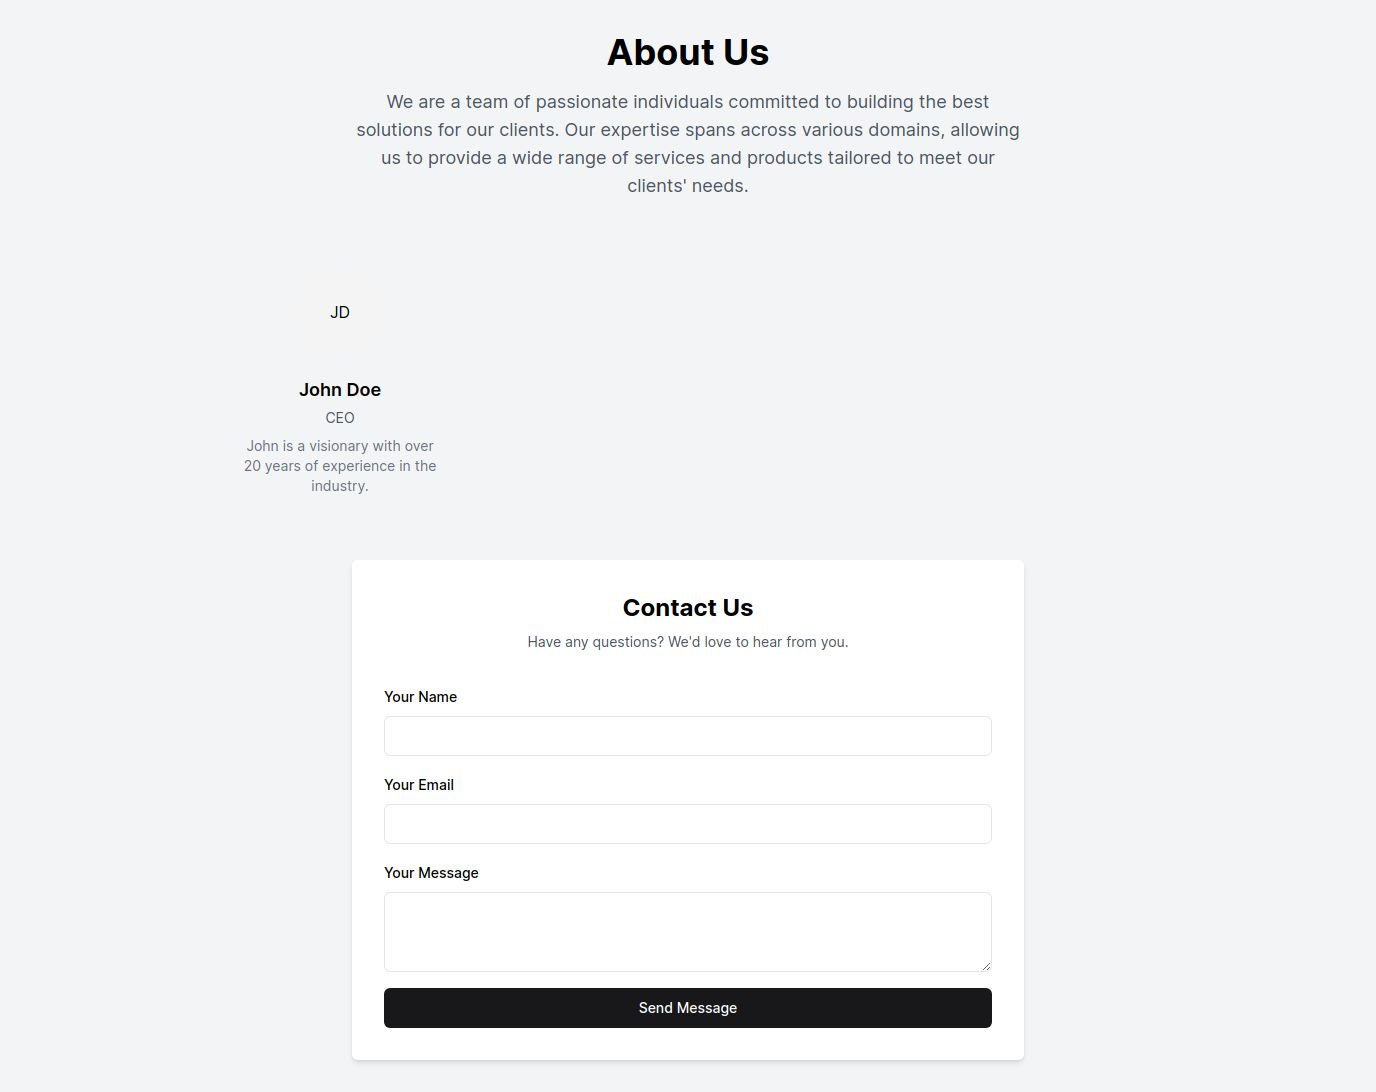 About Us
We are a team of passionate individuals committed to building the best
solutions for our clients. Our expertise spans across various domains, allowing
us to provide a wide range of services and products tailored to meet our
clients' needs.
JD
John Doe
CEO
John is a visionary with over
20 years of experience in the
industry.
Contact Us
Have any questions? We'd love to hear from you.
Your Name
Your Email
Your Message
Send Message